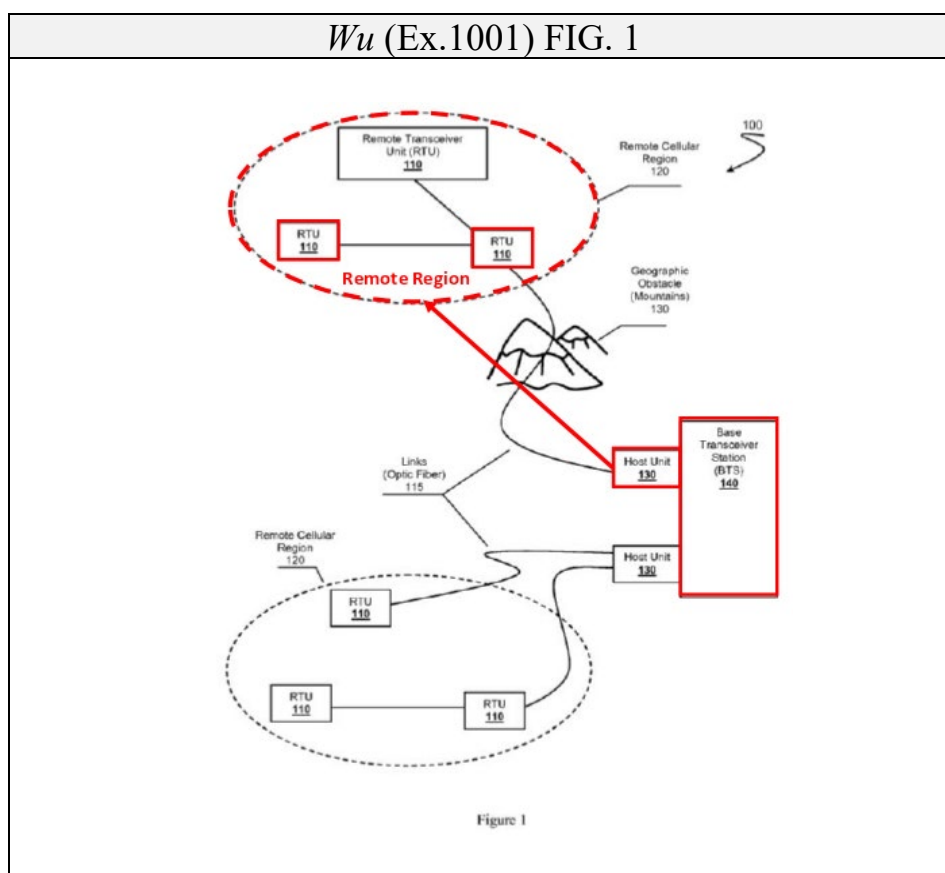 Wu (Ex.1001) FIG. 1
100
Remote Transceiver
Unit (RTU)
110
Remote Cellular
Region
120
RTU
110
RTU
110
Remote Region
Geographic
Obstacle
(Mountains)
130
Base
Transceiver
Station
(BTS)
140
Host Unit
130
Links
(Optic Fiber)
115
Remote Cellular
Region
120
Host Unit
130
RTU
110
RTU
110
RTU
110
Figure 1